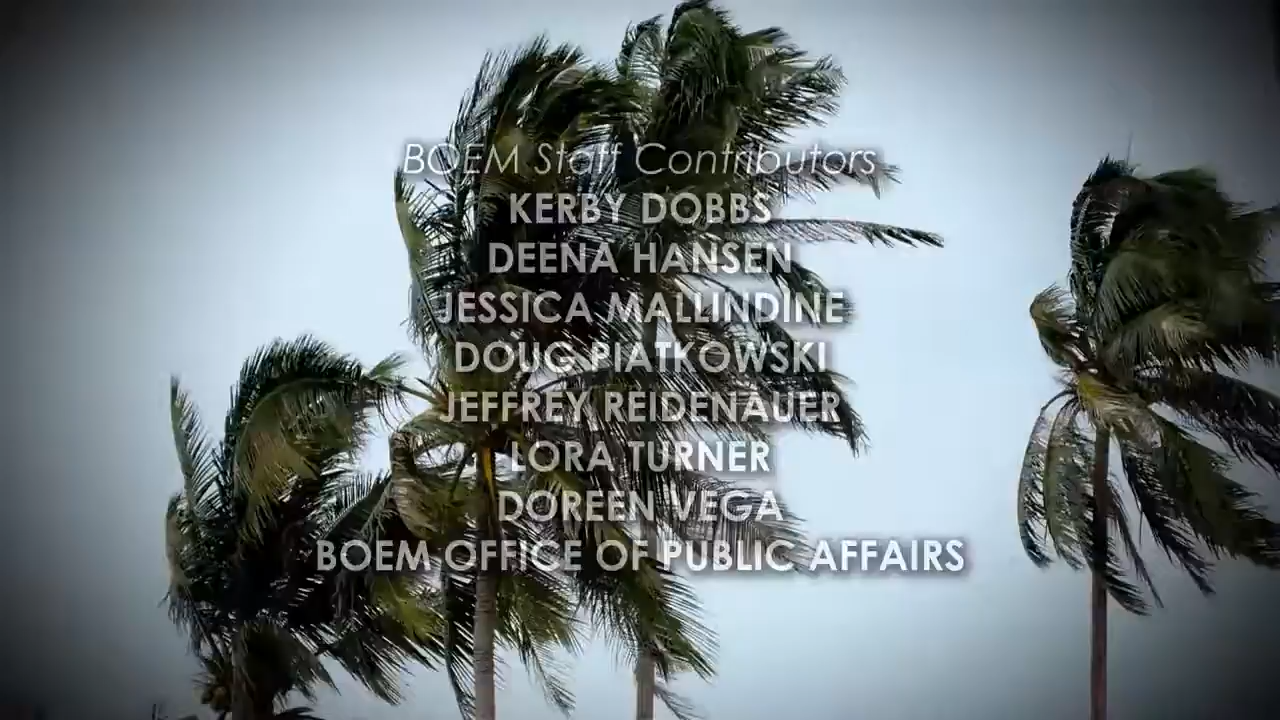 BOEM Staff Contributors
KERBY DOBBS
DEENA HANSEN
JESSICA MALLINDINE
DOUG PIATKOWSKI
JEFFREY REIDENAUER
LORA TURNER
DOREEN VEGA
BOEM OFFICE OF PUBLIC AFFAIRS